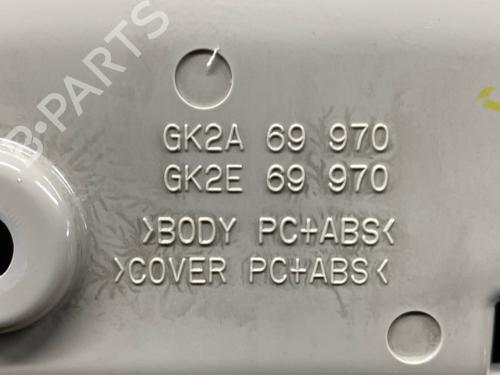 GK2A 69 970
GK2E 69 970
>BODY PC+ABS<
>COVER PC+ABS<
B-PARTS